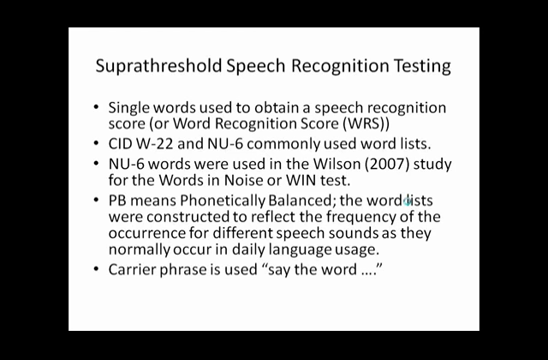 Suprathreshold Speech Recognition Testing
• Single words used to obtain a speech recognition
score (or Word Recognition Score (WRS))
• CID W-22 and NU-6 commonly used word lists.
• NU-6 words were used in the Wilson (2007) study
for the Words in Noise or WIN test.
• PB means Phonetically Balanced; the word lists
were constructed to reflect the frequency of the
occurrence for different speech sounds as they
normally occur in daily language usage.
• Carrier phrase is used “say the word ….”